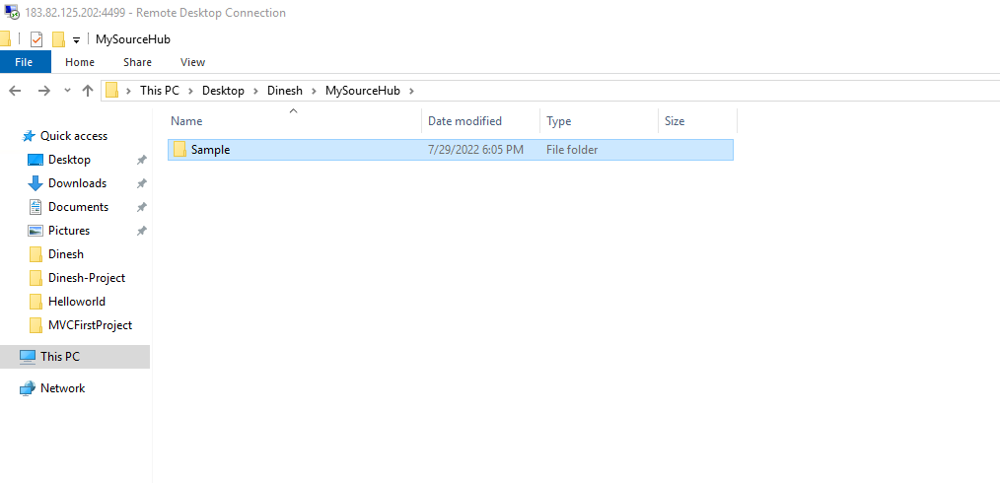 183.82.125.202:4499 - Remote Desktop Connection
MySourceHub
File Home Share View
This PC Desktop Dinesh MySourceHub
Name Date modified Type Size
Quick access
Sample 7/29/2022 6:05 PM File folder
Desktop
Downloads
Documents
Pictures
Dinesh
Dinesh-Project
Helloworld
MVCFirstProject
This PC
Network